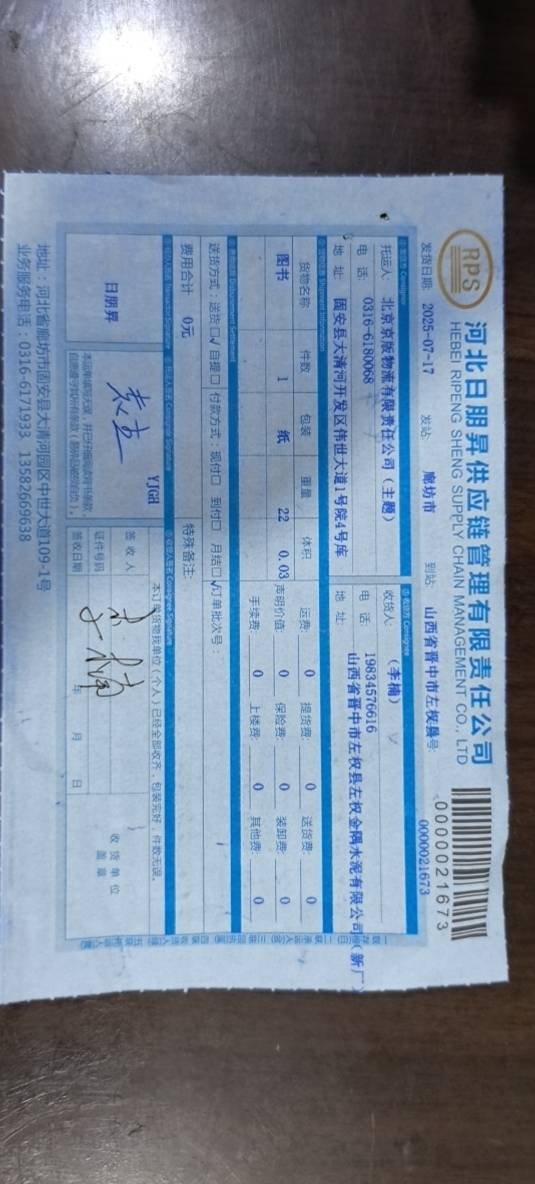 RPS
河北日朋昇供应链管理有限责任公司
HEBEI RIPENG SHENG SUPPLY CHAIN MANAGEMENT CO., LTD
0000021673
发货日期: 2025-07-17 发站: 廊坊市 到站: 山西省晋中市左权县 号: 0000021673
托运人: 北京京版物流有限责任公司（主题）
电 话: 0316-6180068
地 址: 固安县大清河开发区伟世大道1号院4号库
收货人: （李楠）
电 话: 19834576616
地 址: 山西省晋中市左权县左权金隅水泥有限公司（新厂）
货物名称 件数 包装 重量 体积
图书 1 纸 22 0.03
运费: 0 提货费: 0 送货费: 0
声明价值: 0 保险费: 0 装卸费: 0
手续费: 0 上楼费: 0 其他费: 0
送货方式: 送货□√ 自提□ 付款方式: 现付□ 到付□ 月结□√ 订单批次号:
费用合计 0元 特殊备注:
日朋昇
YJGH
本订单货物我单位（个人）已经全部收齐，包装完好，件数无误。
签收人
证件号码
签收日期 年 月 日
收货单位
盖章
地址：河北省廊坊市固安县大清河园区中世大道109-1号
业务服务电话：0316-6171933 13582669638